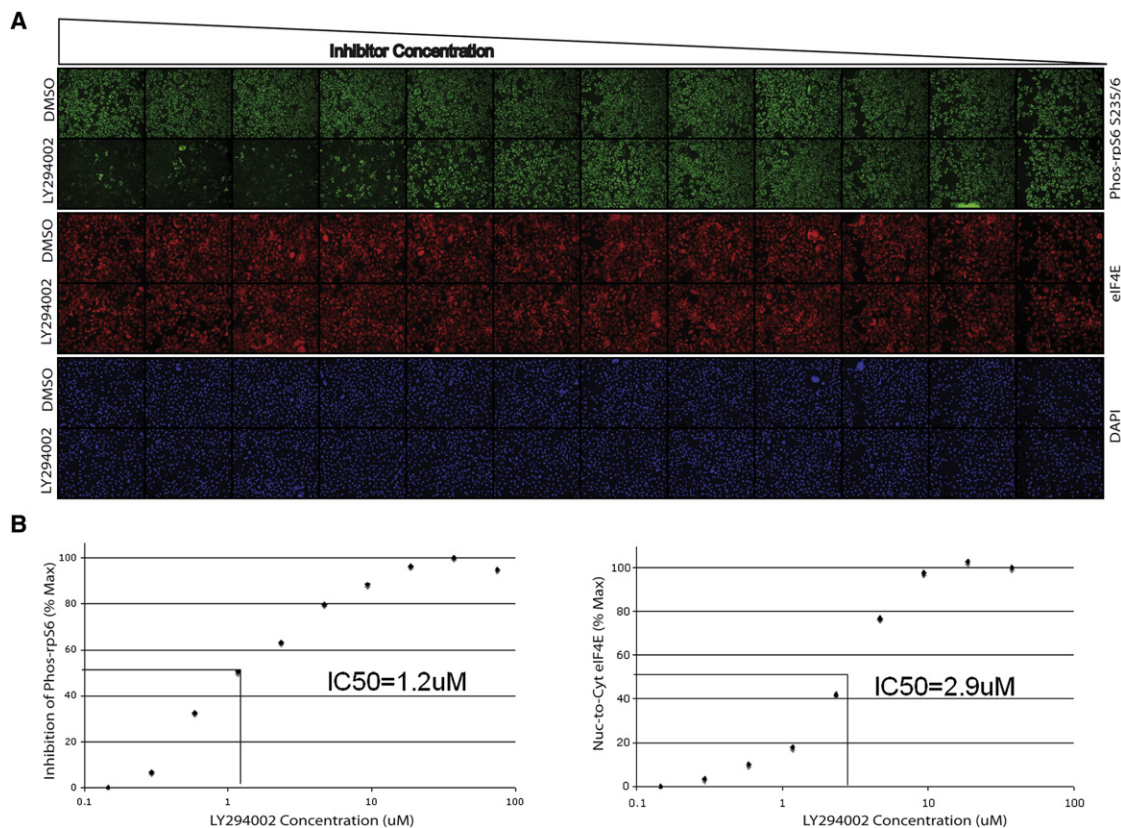 A
Inhibitor Concentration
DMSO
LY294002
Phos-rpS6 S235/6
DMSO
LY294002
eIF4E
DMSO
LY294002
DAPI
B
Inhibition of Phos-rpS6 (% Max)
100
80
60
40
20
0
IC50=1.2uM
0.1
1
10
100
LY294002 Concentration (uM)
Nuc-to-Cyt eIF4E (% Max)
100
80
60
40
20
0
IC50=2.9uM
0.1
1
10
100
LY294002 Concentration (uM)